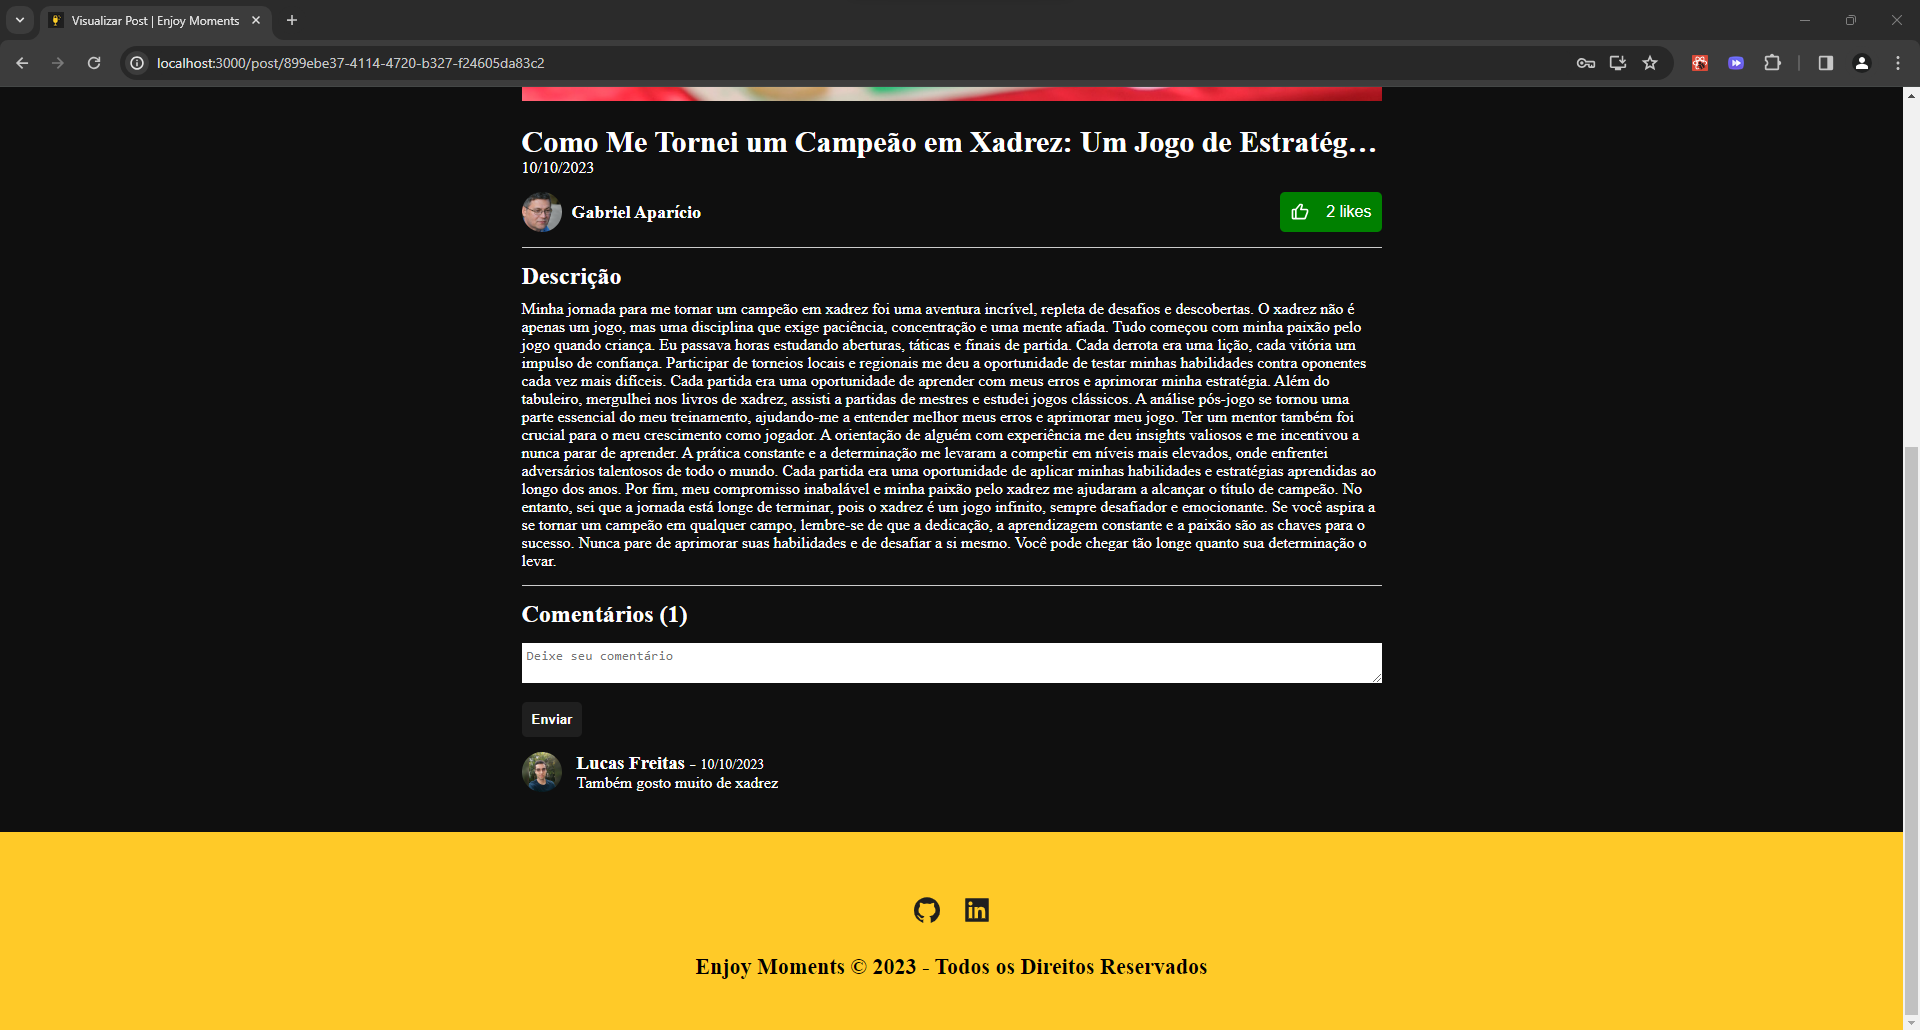 Visualizar Post | Enjoy Moments
localhost:3000/post/899ebe37-4114-4720-b327-f24605da83c2
Como Me Tornei um Campeão em Xadrez: Um Jogo de Estratég...
10/10/2023
Gabriel Aparício
2 likes
Descrição
Minha jornada para me tornar um campeão em xadrez foi uma aventura incrível, repleta de desafios e descobertas. O xadrez não é
apenas um jogo, mas uma disciplina que exige paciência, concentração e uma mente afiada. Tudo começou com minha paixão pelo
jogo quando criança. Eu passava horas estudando aberturas, táticas e finais de partida. Cada derrota era uma lição, cada vitória um
impulso de confiança. Participar de torneios locais e regionais me deu a oportunidade de testar minhas habilidades contra oponentes
cada vez mais difíceis. Cada partida era uma oportunidade de aprender com meus erros e aprimorar minha estratégia. Além do
tabuleiro, mergulhei nos livros de xadrez, assisti a partidas de mestres e estudei jogos clássicos. A análise pós-jogo se tornou uma
parte essencial do meu treinamento, ajudando-me a entender melhor meus erros e aprimorar meu jogo. Ter um mentor também foi
crucial para o meu crescimento como jogador. A orientação de alguém com experiência me deu insights valiosos e me incentivou a
nunca parar de aprender. A prática constante e a determinação me levaram a competir em níveis mais elevados, onde enfrentei
adversários talentosos de todo o mundo. Cada partida era uma oportunidade de aplicar minhas habilidades e estratégias aprendidas ao
longo dos anos. Por fim, meu compromisso inabalável e minha paixão pelo xadrez me ajudaram a alcançar o título de campeão. No
entanto, sei que a jornada está longe de terminar, pois o xadrez é um jogo infinito, sempre desafiador e emocionante. Se você aspira a
se tornar um campeão em qualquer campo, lembre-se de que a dedicação, a aprendizagem constante e a paixão são as chaves para o
sucesso. Nunca pare de aprimorar suas habilidades e de desafiar a si mesmo. Você pode chegar tão longe quanto sua determinação o
levar.
Comentários (1)
Deixe seu comentário
Enviar
Lucas Freitas - 10/10/2023
Também gosto muito de xadrez
in
Enjoy Moments © 2023 - Todos os Direitos Reservados